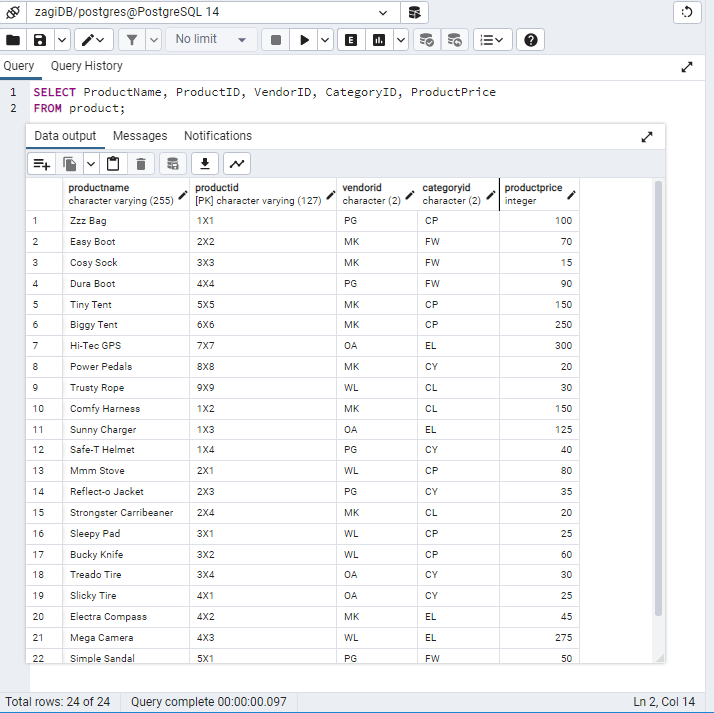 zagiDB/postgres@PostgreSQL 14
No limit
E
Query Query History
1 SELECT ProductName, ProductID, VendorID, CategoryID, ProductPrice
2 FROM product;
Data output Messages Notifications
productname productid vendorid categoryid productprice
character varying (255) [PK] character varying (127) character (2) character (2) integer
1 Zzz Bag 1X1 PG CP 100
2 Easy Boot 2X2 MK FW 70
3 Cosy Sock 3X3 MK FW 15
4 Dura Boot 4X4 PG FW 90
5 Tiny Tent 5X5 MK CP 150
6 Biggy Tent 6X6 MK CP 250
7 Hi-Tec GPS 7X7 OA EL 300
8 Power Pedals 8X8 MK CY 20
9 Trusty Rope 9X9 WL CL 30
10 Comfy Harness 1X2 MK CL 150
11 Sunny Charger 1X3 OA EL 125
12 Safe-T Helmet 1X4 PG CY 40
13 Mmm Stove 2X1 WL CP 80
14 Reflect-o Jacket 2X3 PG CY 35
15 Strongster Carribeaner 2X4 MK CL 20
16 Sleepy Pad 3X1 WL CP 25
17 Bucky Knife 3X2 WL CP 60
18 Treado Tire 3X4 OA CY 30
19 Slicky Tire 4X1 OA CY 25
20 Electra Compass 4X2 MK EL 45
21 Mega Camera 4X3 WL EL 275
22 Simple Sandal 5X1 PG FW 50
Total rows: 24 of 24 Query complete 00:00:00.097 Ln 2, Col 14